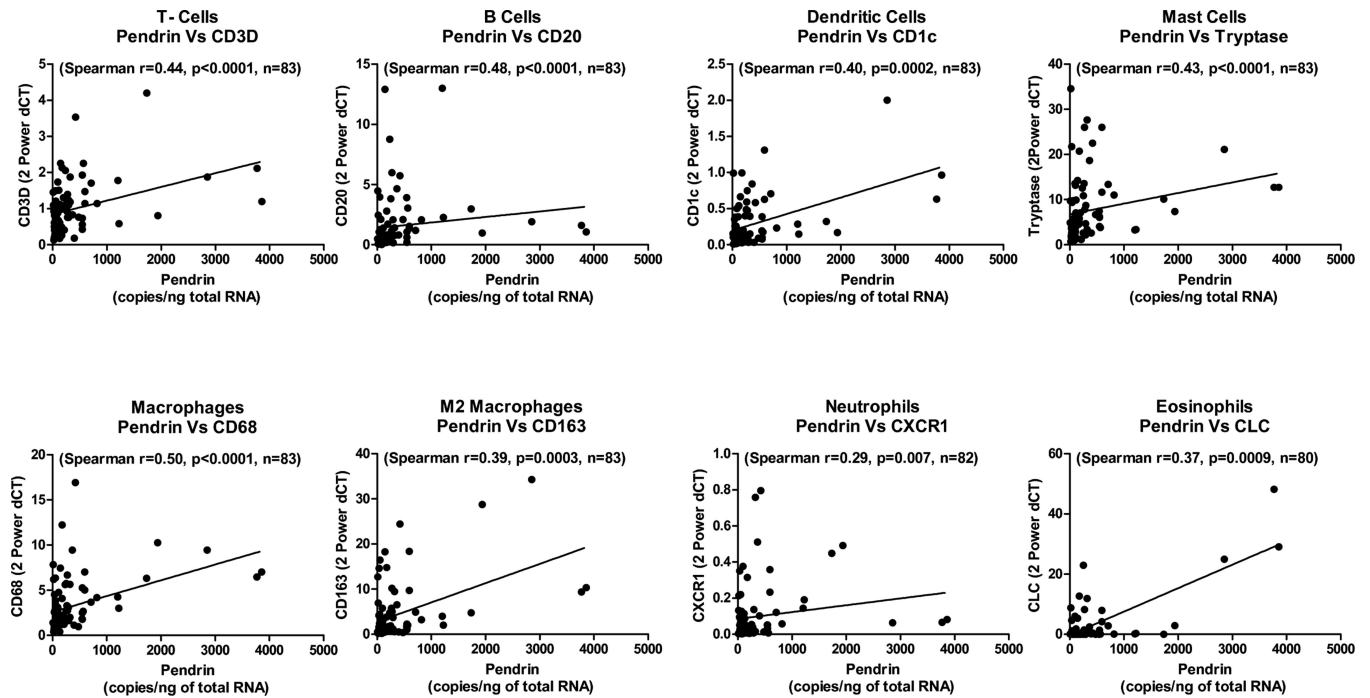 T- Cells
Pendrin Vs CD3D
(Spearman r=0.44, p<0.0001, n=83)
CD3D (2 Power dCT)
5
4
3
2
1
0
0 1000 2000 3000 4000 5000
Pendrin
(copies/ng total RNA)
B Cells
Pendrin Vs CD20
(Spearman r=0.48, p<0.0001, n=83)
CD20 (2 Power dCT)
15
10
5
0
0 1000 2000 3000 4000 5000
Pendrin
(copies/ng of total RNA)
Dendritic Cells
Pendrin Vs CD1c
(Spearman r=0.40, p=0.0002, n=83)
CD1c (2 Power dCT)
2.5
2.0
1.5
1.0
0.5
0.0
0 1000 2000 3000 4000 5000
Pendrin
(copies/ng of total RNA)
Mast Cells
Pendrin Vs Tryptase
(Spearman r=0.43, p<0.0001, n=83)
Tryptase (2Power dCT)
40
30
20
10
0
0 1000 2000 3000 4000 5000
Pendrin
(copies/ng of total RNA)
Macrophages
Pendrin Vs CD68
(Spearman r=0.50, p<0.0001, n=83)
CD68 (2 Power dCT)
20
15
10
5
0
0 1000 2000 3000 4000 5000
Pendrin
(copies/ng of total RNA)
M2 Macrophages
Pendrin Vs CD163
(Spearman r=0.39, p=0.0003, n=83)
CD163 (2 Power dCT)
40
30
20
10
0
0 1000 2000 3000 4000 5000
Pendrin
(copies/ng of total RNA)
Neutrophils
Pendrin Vs CXCR1
(Spearman r=0.29, p=0.007, n=82)
CXCR1 (2 Power dCT)
1.0
0.8
0.6
0.4
0.2
0.0
0 1000 2000 3000 4000 5000
Pendrin
(copies/ng of total RNA)
Eosinophils
Pendrin Vs CLC
(Spearman r=0.37, p=0.0009, n=80)
CLC (2 Power dCT)
60
40
20
0
0 1000 2000 3000 4000 5000
Pendrin
(copies/ng of total RNA)